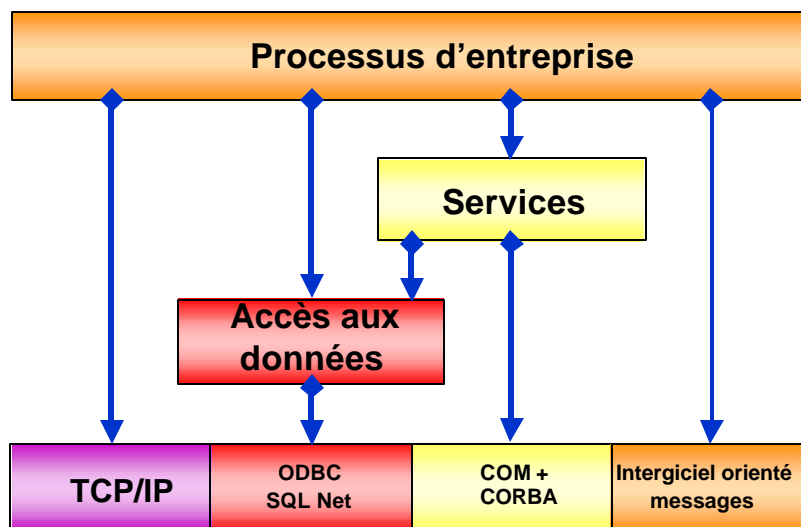 Processus d'entreprise
Services
Accès aux
données
TCP/IP
ODBC
SQL Net
COM +
CORBA
Intergiciel orienté
messages